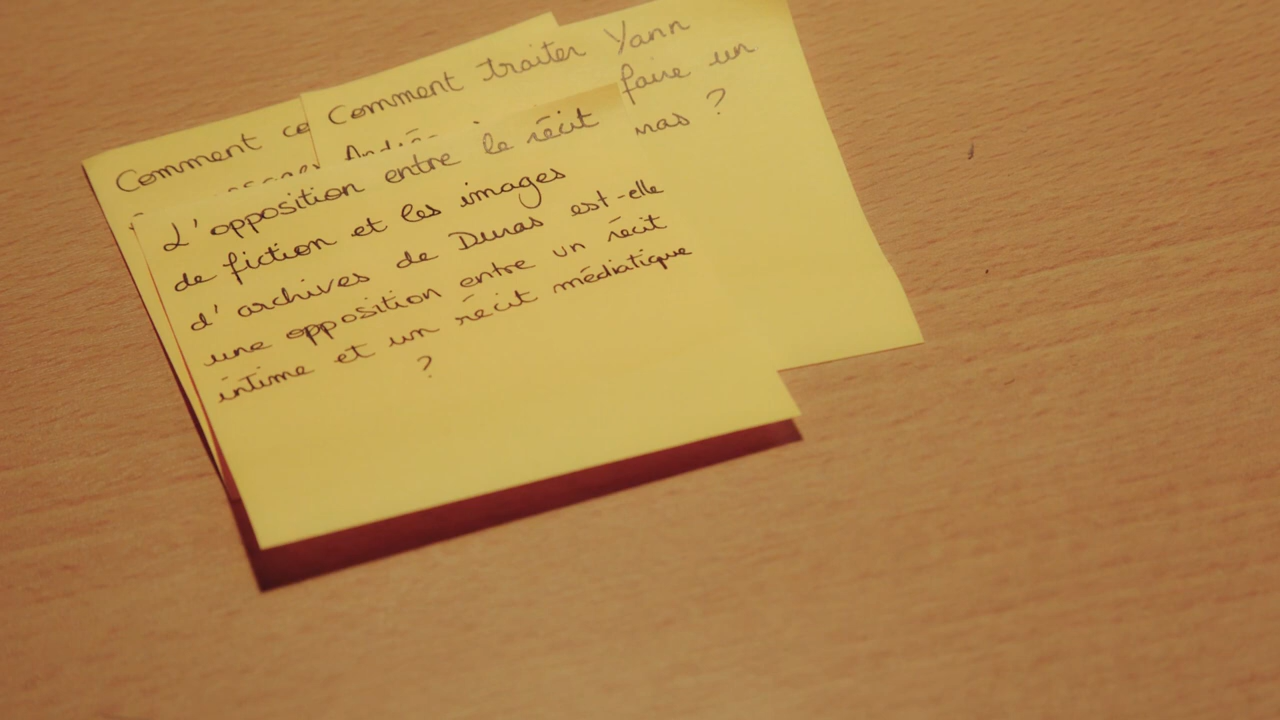 Comment ce
Comment traiter Yann
faire un
mas ?
L'opposition entre le récit
de fiction et les images
d'archives de Duras est-elle
une opposition entre un récit
intime et un récit médiatique
?